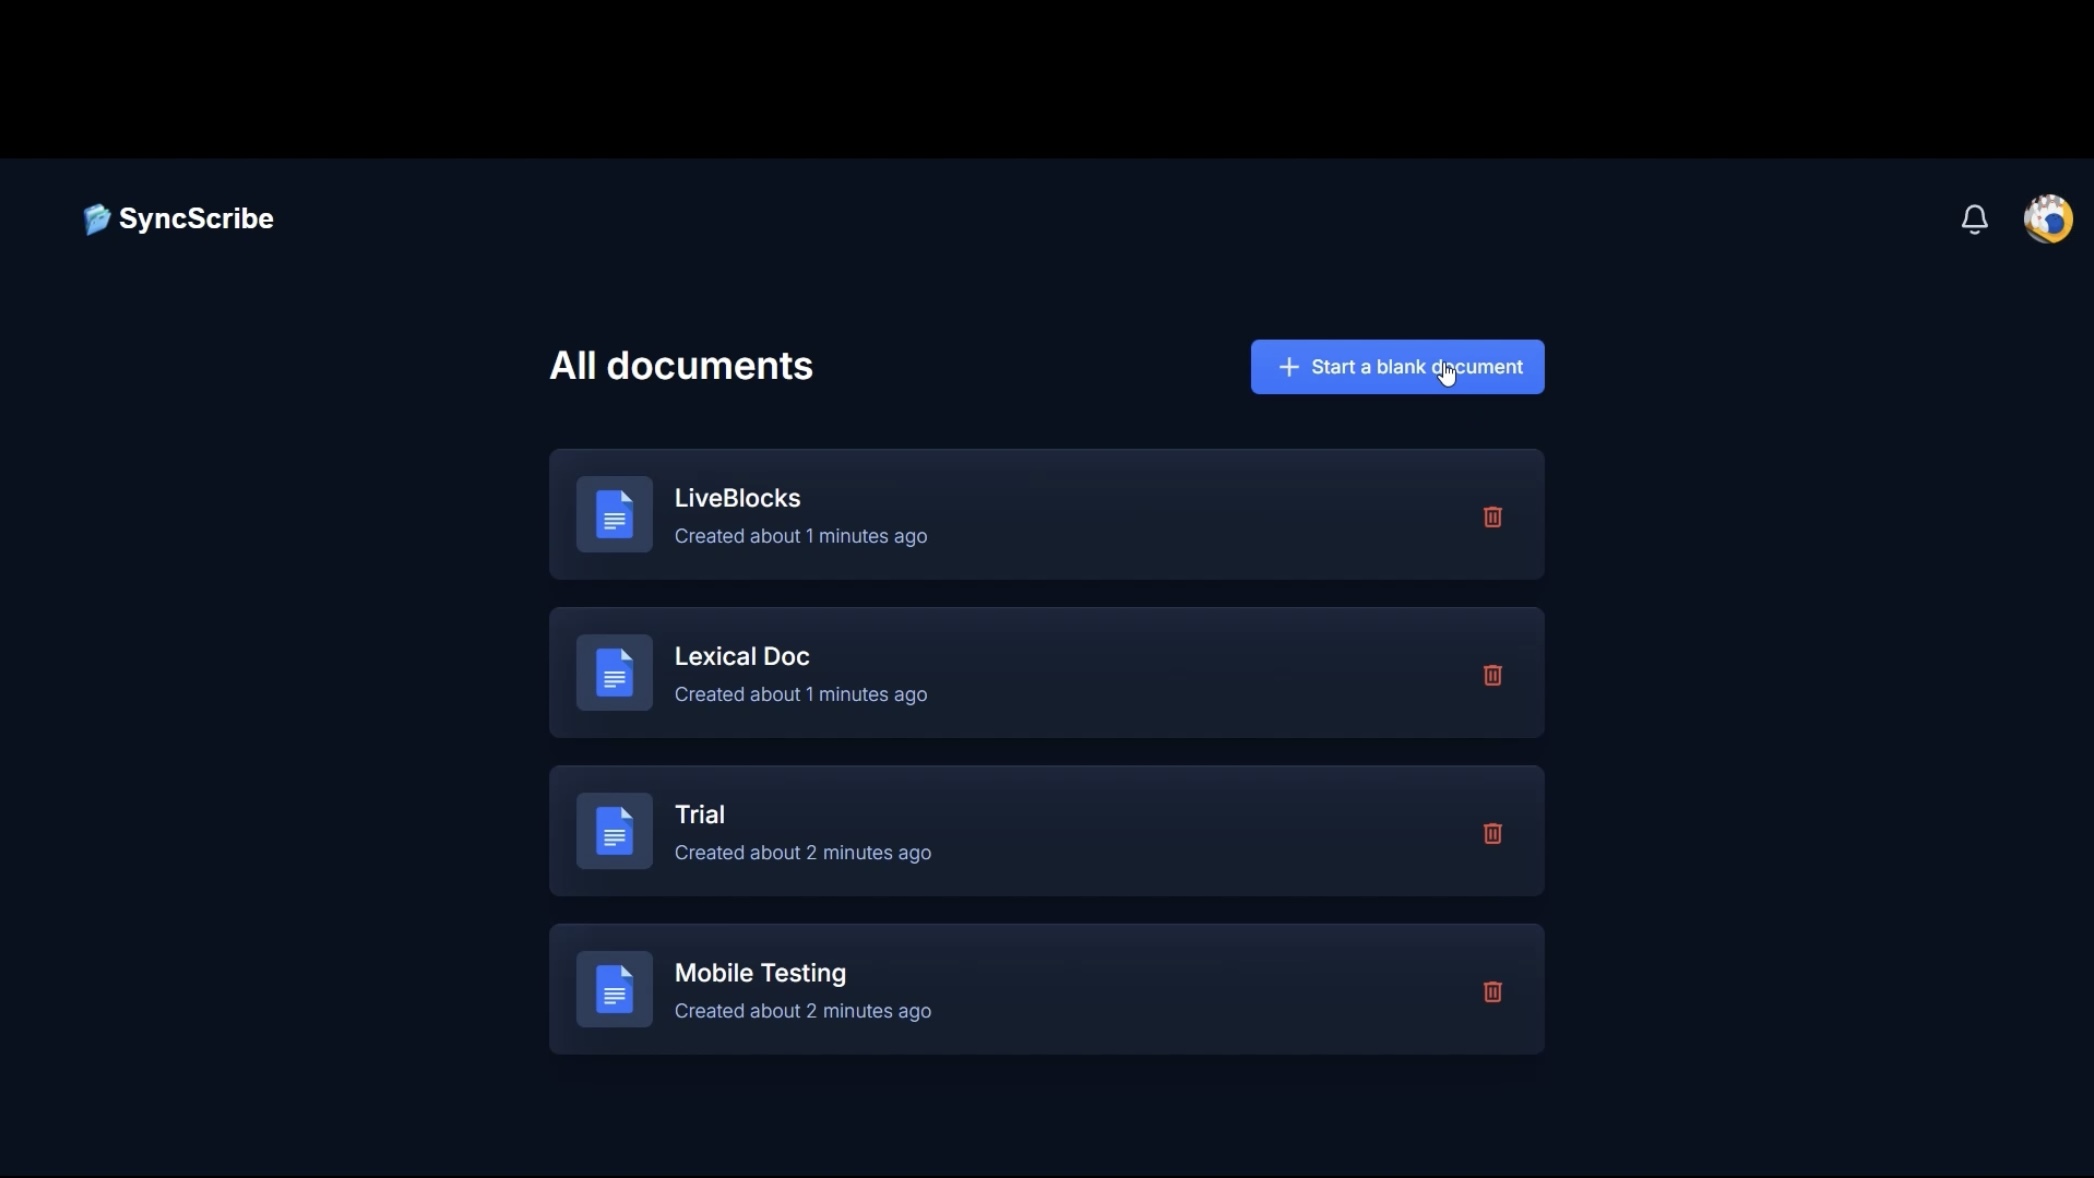 SyncScribe
All documents
Start a blank document
LiveBlocks
Created about 1 minutes ago
Lexical Doc
Created about 1 minutes ago
Trial
Created about 2 minutes ago
Mobile Testing
Created about 2 minutes ago